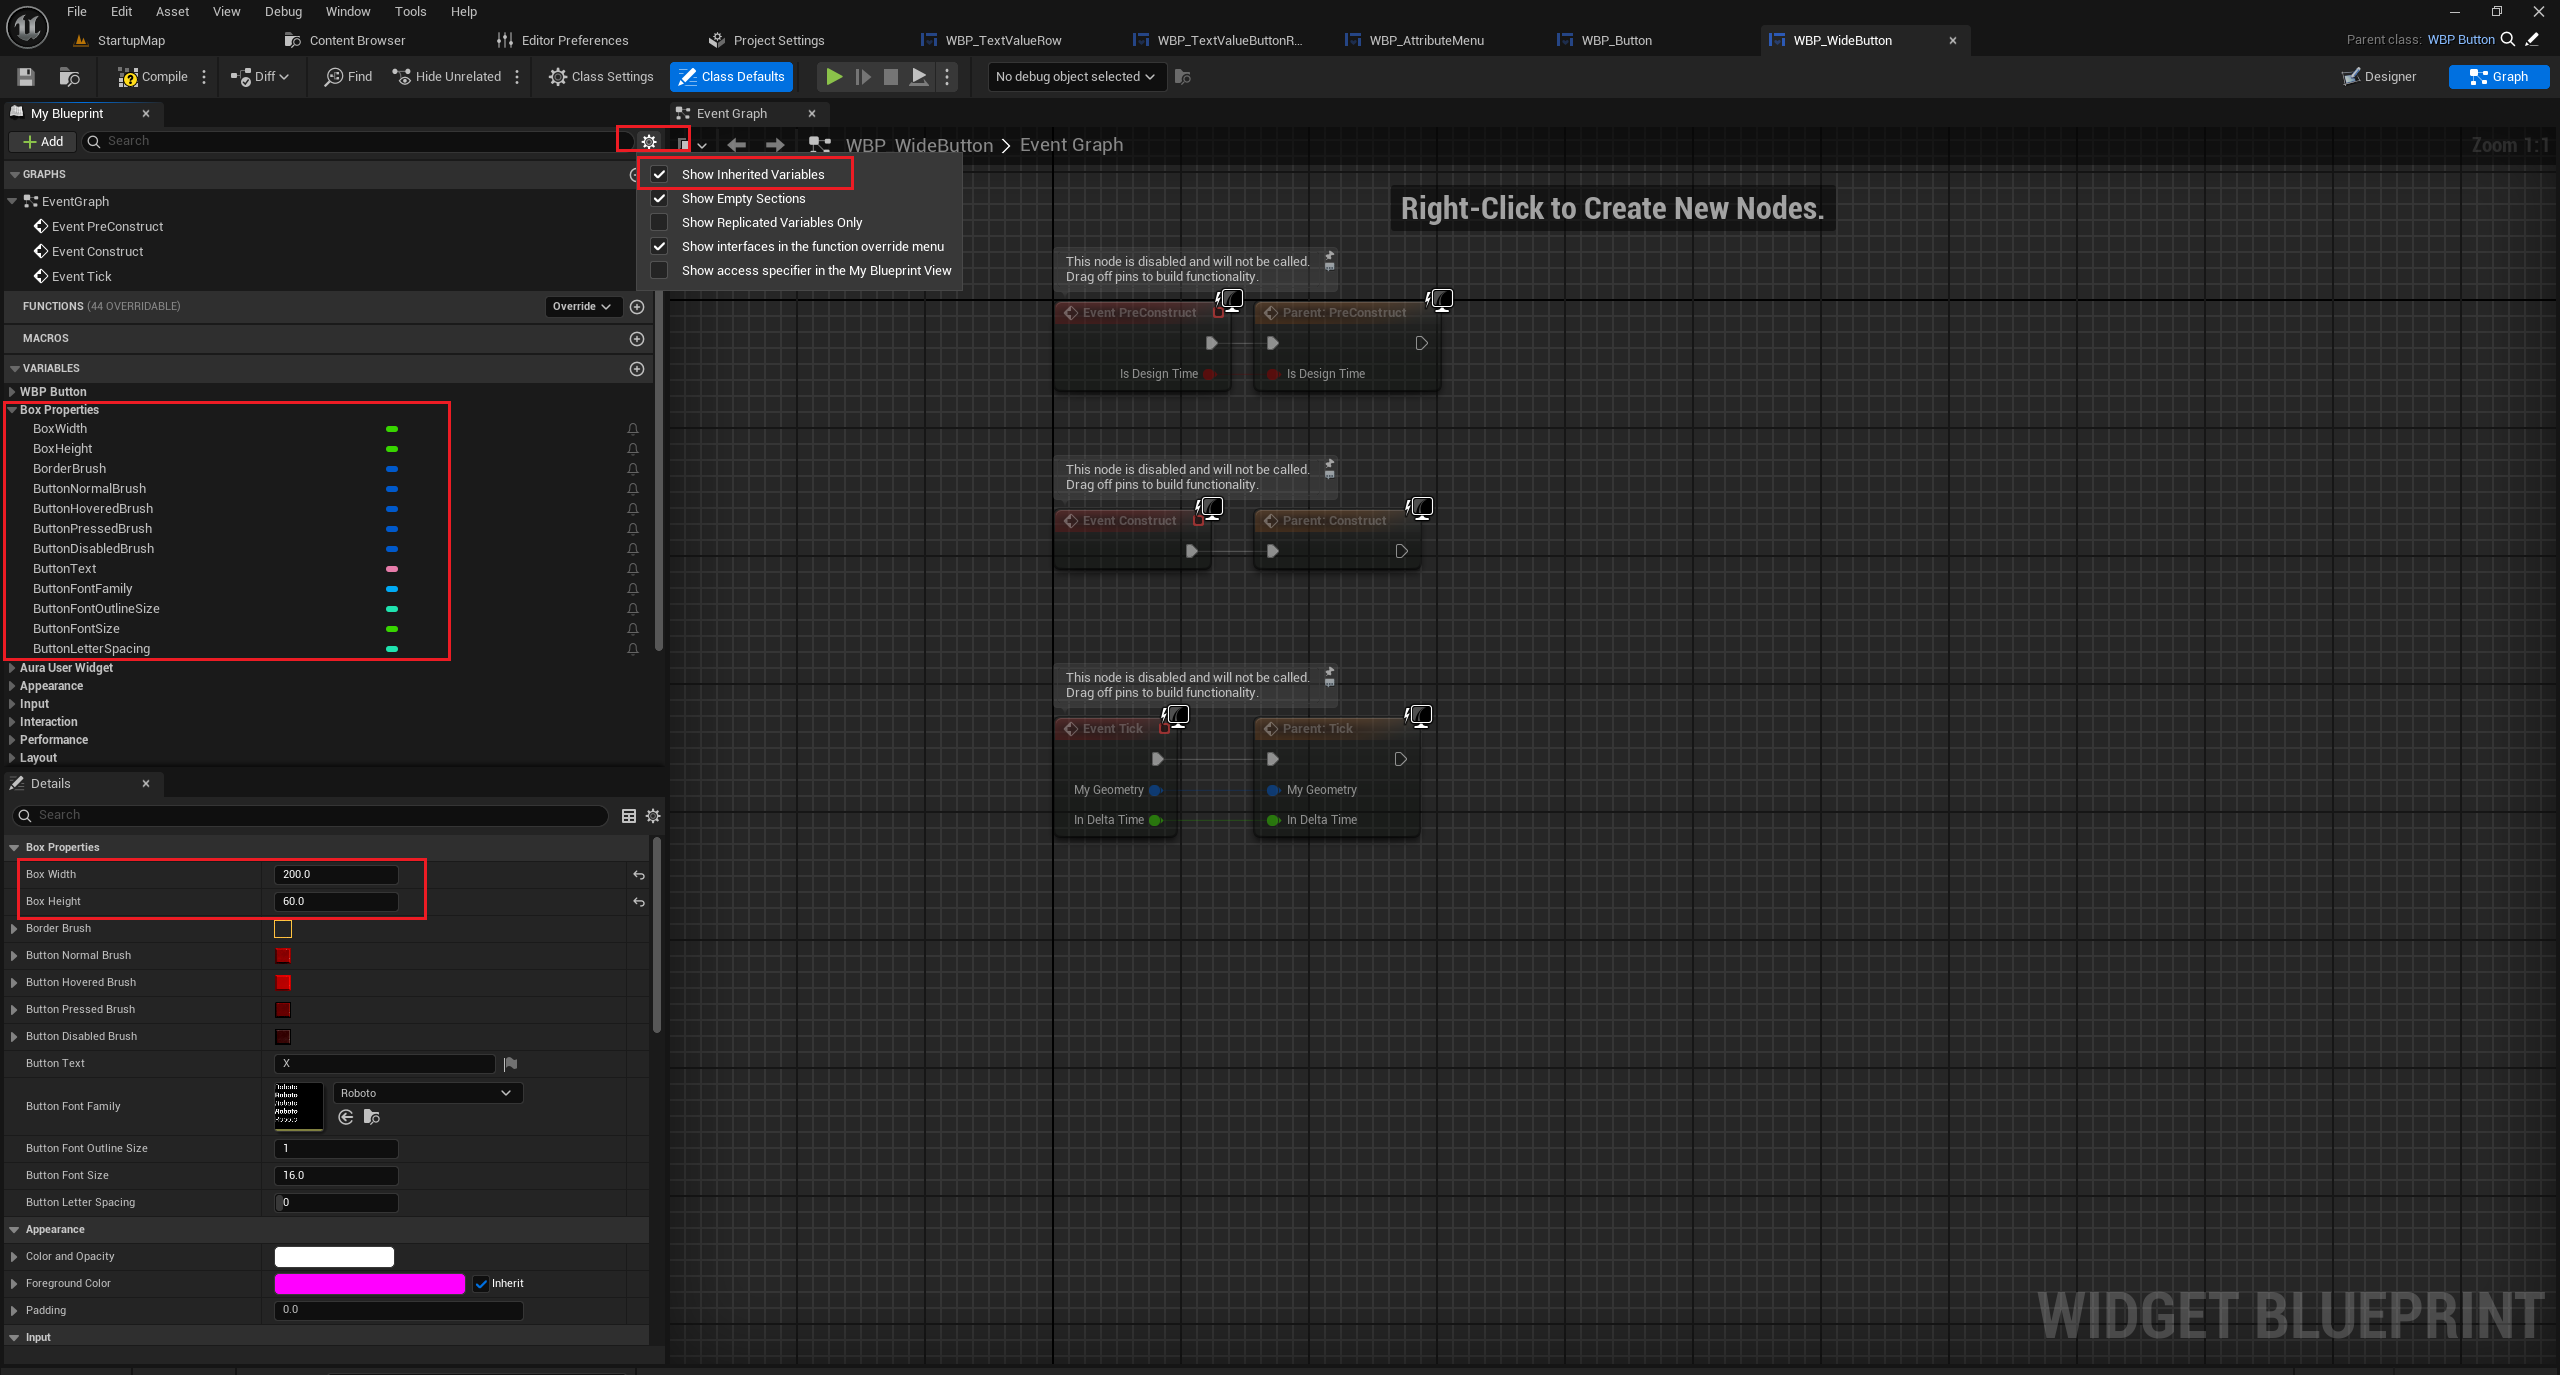 File Edit Asset View Debug Window Tools Help
StartupMap Content Browser Editor Preferences Project Settings WBP_TextValueRow WBP_TextValueButtonR... WBP_AttributeMenu WBP_Button WBP_WideButton Parent class: WBP Button
Compile Diff Find Hide Unrelated Class Settings Class Defaults No debug object selected Designer Graph
My Blueprint
Event Graph
Add Search
WBP_WideButton > Event Graph Zoom 1:1
GRAPHS
Show Inherited Variables
Show Empty Sections
Show Replicated Variables Only
Show interfaces in the function override menu
Show access specifier in the My Blueprint View
EventGraph
Event PreConstruct
Event Construct
Event Tick
FUNCTIONS (44 OVERRIDABLE) Override
MACROS
VARIABLES
WBP Button
Box Properties
BoxWidth
BoxHeight
BorderBrush
ButtonNormalBrush
ButtonHoveredBrush
ButtonPressedBrush
ButtonDisabledBrush
ButtonText
ButtonFontFamily
ButtonFontOutlineSize
ButtonFontSize
ButtonLetterSpacing
Aura User Widget
Appearance
Input
Interaction
Performance
Layout
Details
Search
Box Properties
Box Width 200.0
Box Height 60.0
Border Brush
Button Normal Brush
Button Hovered Brush
Button Pressed Brush
Button Disabled Brush
Button Text X
Button Font Family Roboto
Button Font Outline Size 1
Button Font Size 16.0
Button Letter Spacing 0
Appearance
Color and Opacity
Foreground Color Inherit
Padding 0.0
Input
Right-Click to Create New Nodes.
This node is disabled and will not be called.
Drag off pins to build functionality.
Event PreConstruct Parent: PreConstruct
Is Design Time Is Design Time
This node is disabled and will not be called.
Drag off pins to build functionality.
Event Construct Parent: Construct
This node is disabled and will not be called.
Drag off pins to build functionality.
Event Tick Parent: Tick
My Geometry My Geometry
In Delta Time In Delta Time
WIDGET BLUEPRINT